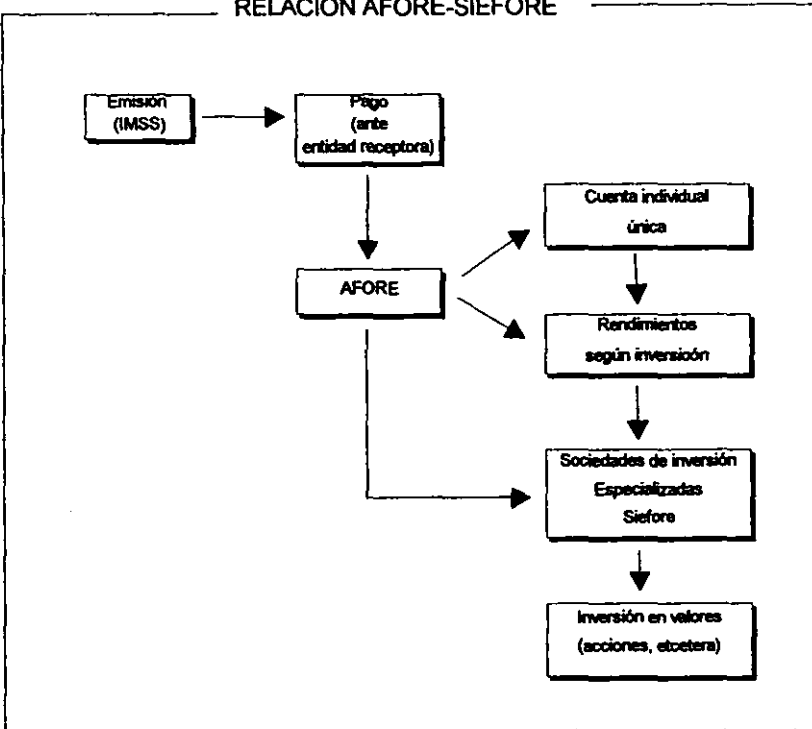 RELACION AFORE-SIEFORE
Emisión
(IMSS)
Pago
(ante
entidad receptora)
Cuenta individual
única
AFORE
Rendimientos
según inversión
Sociedades de inversión
Especializadas
Siefore
Inversión en valores
(acciones, etcetera)